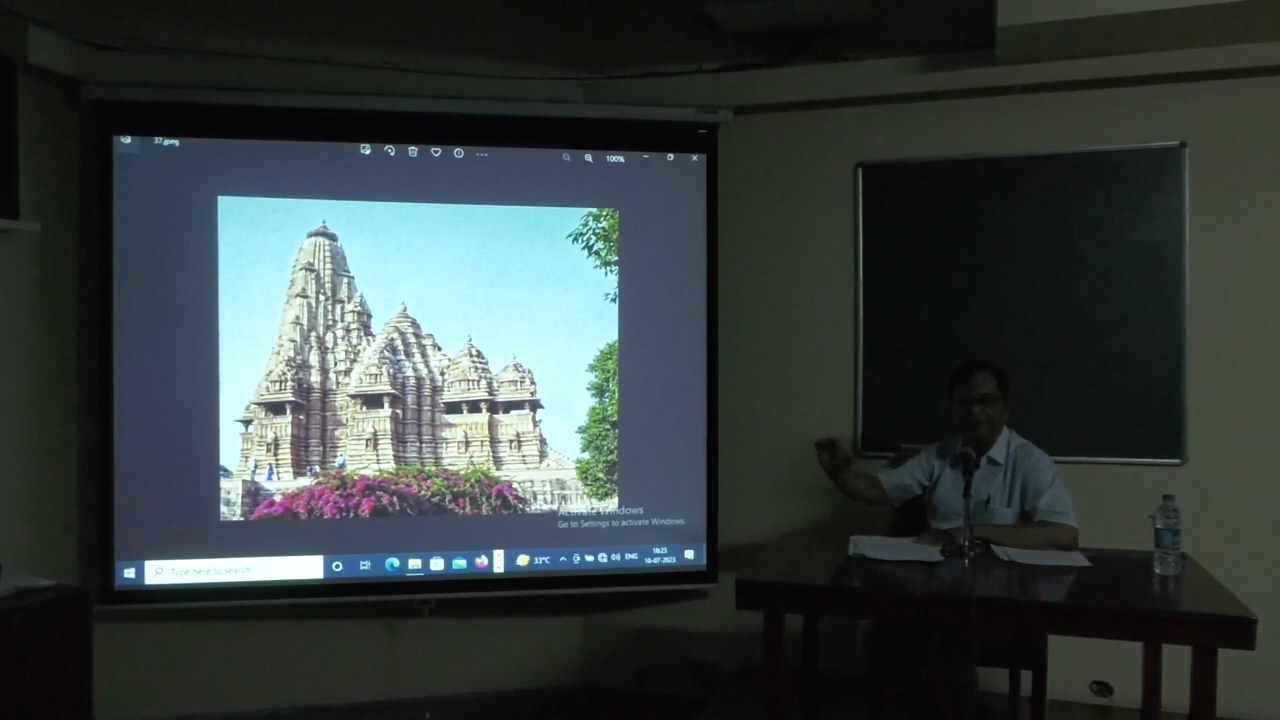 37.jpeg
100%
Activate Windows
Go to Settings to activate Windows.
Type here to search
33°C
ENG
18:23
10-07-2023